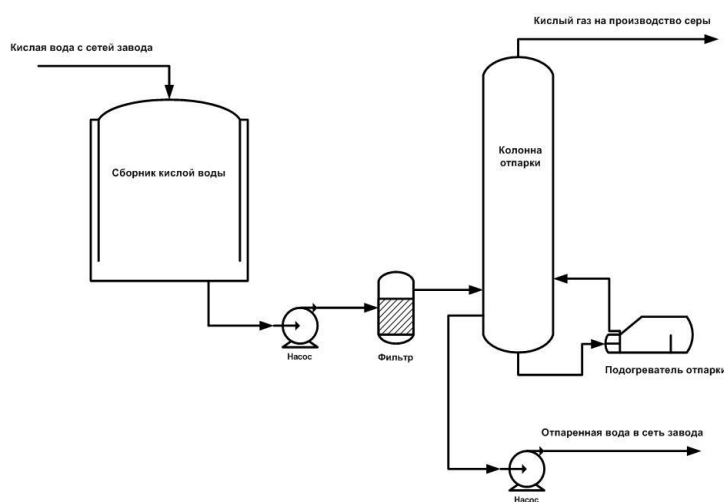 Кислый газ на производство серы
Кислая вода с сетей завода
Колонна
отпарки
Сборник кислой воды
Насос
Фильтр
Подогреватель отпарки
Отпаренная вода в сеть завода
Насос